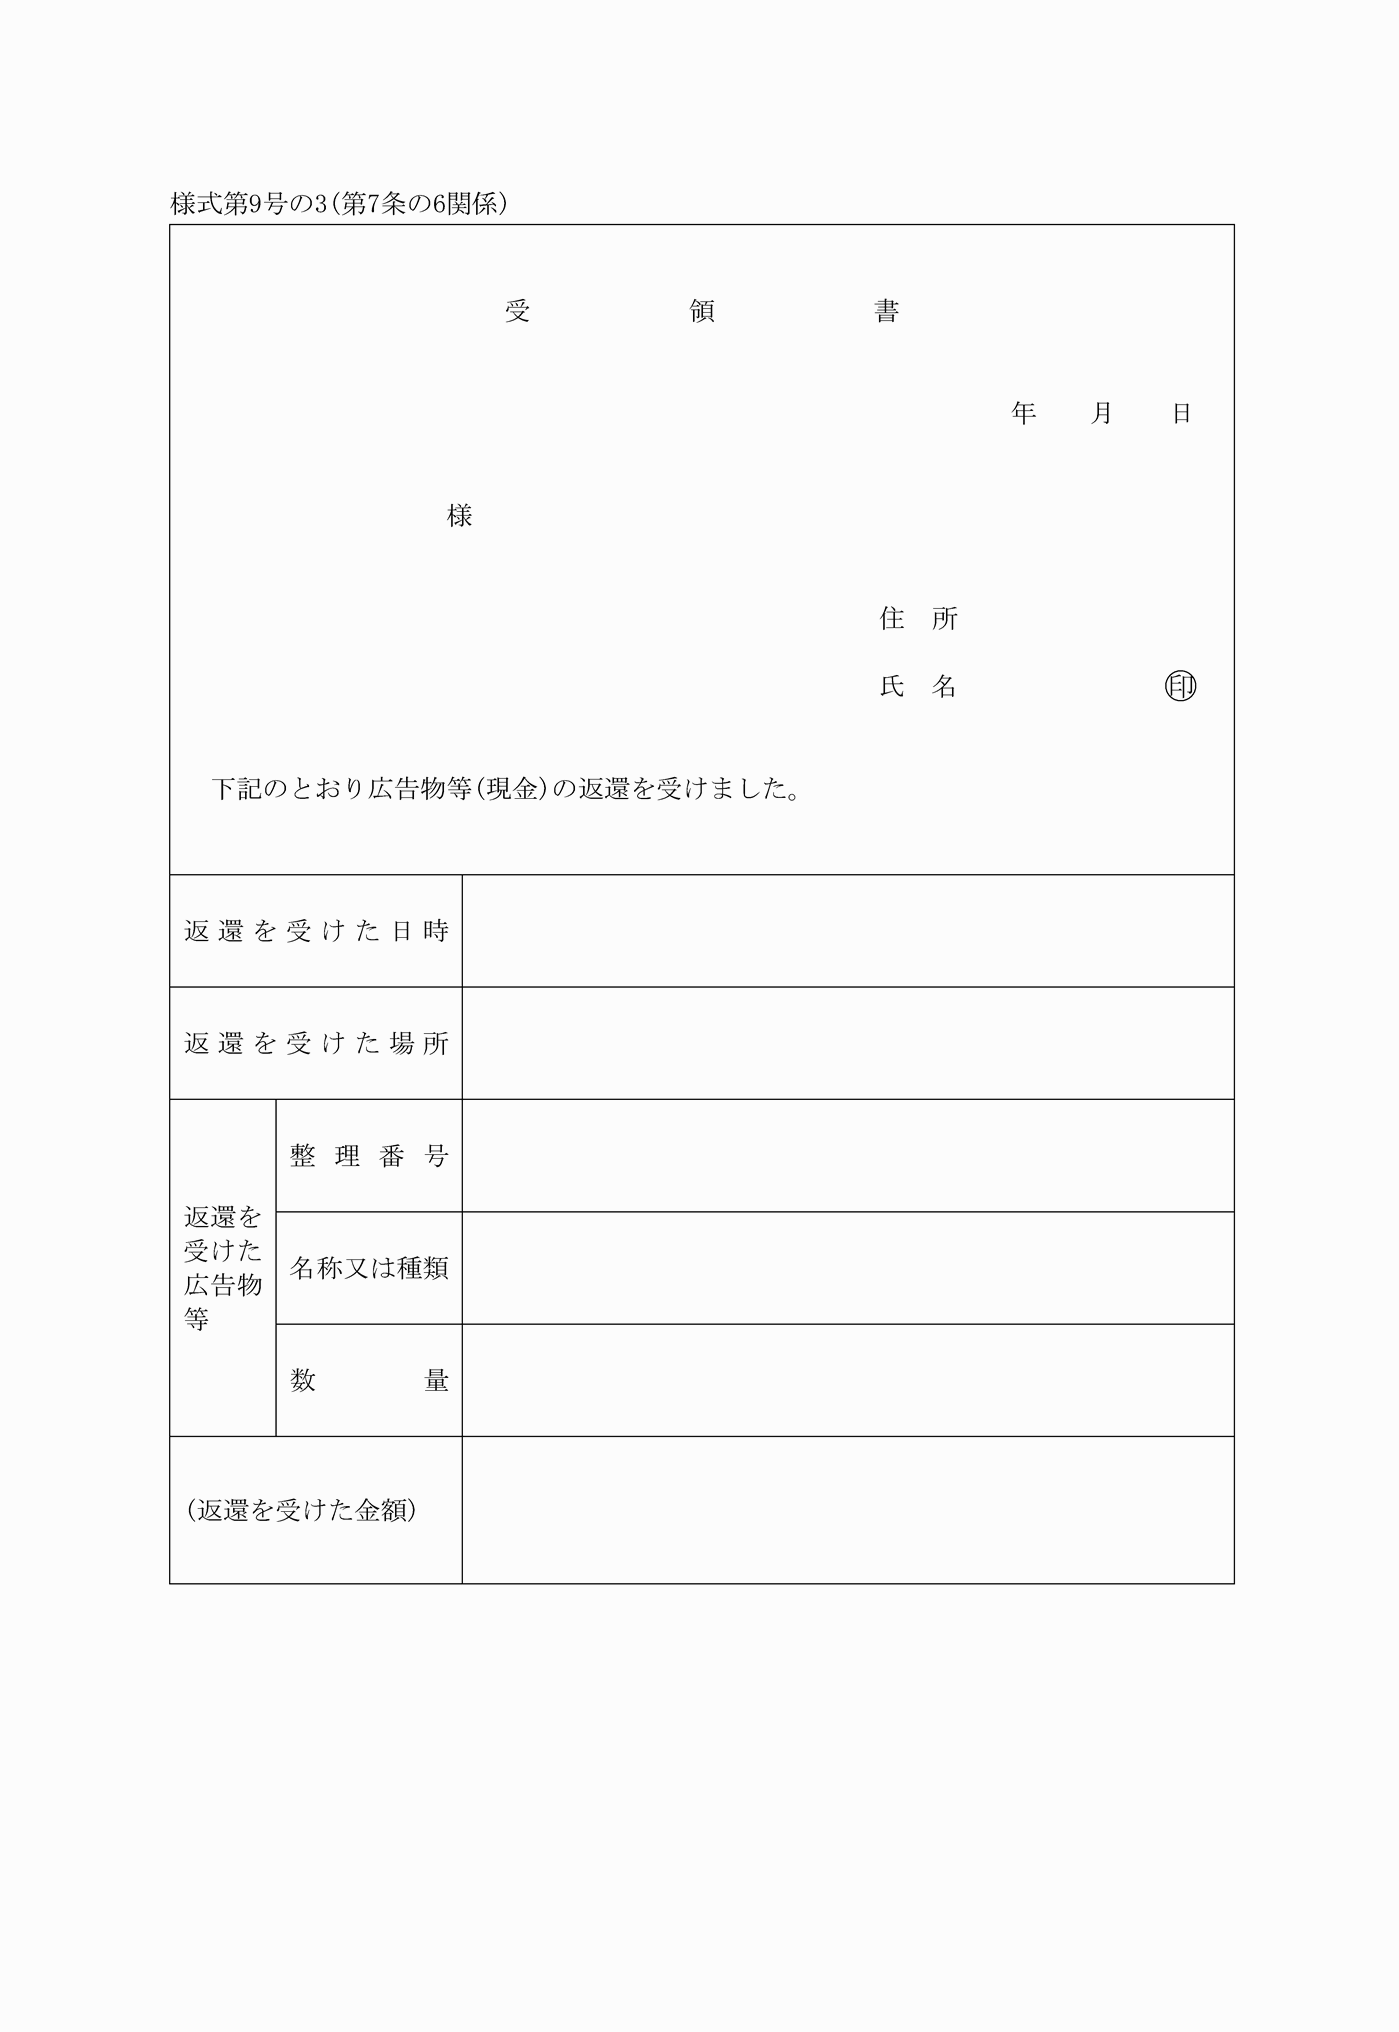 様式第9号の3(第7条の6関係)
受領書
年 月 日
様
住 所
氏 名 ㊞
下記のとおり広告物等(現金)の返還を受けました。
返還を受けた日時
返還を受けた場所
返還を
受けた
広告物
等
整理番号
名称又は種類
数量
(返還を受けた金額)